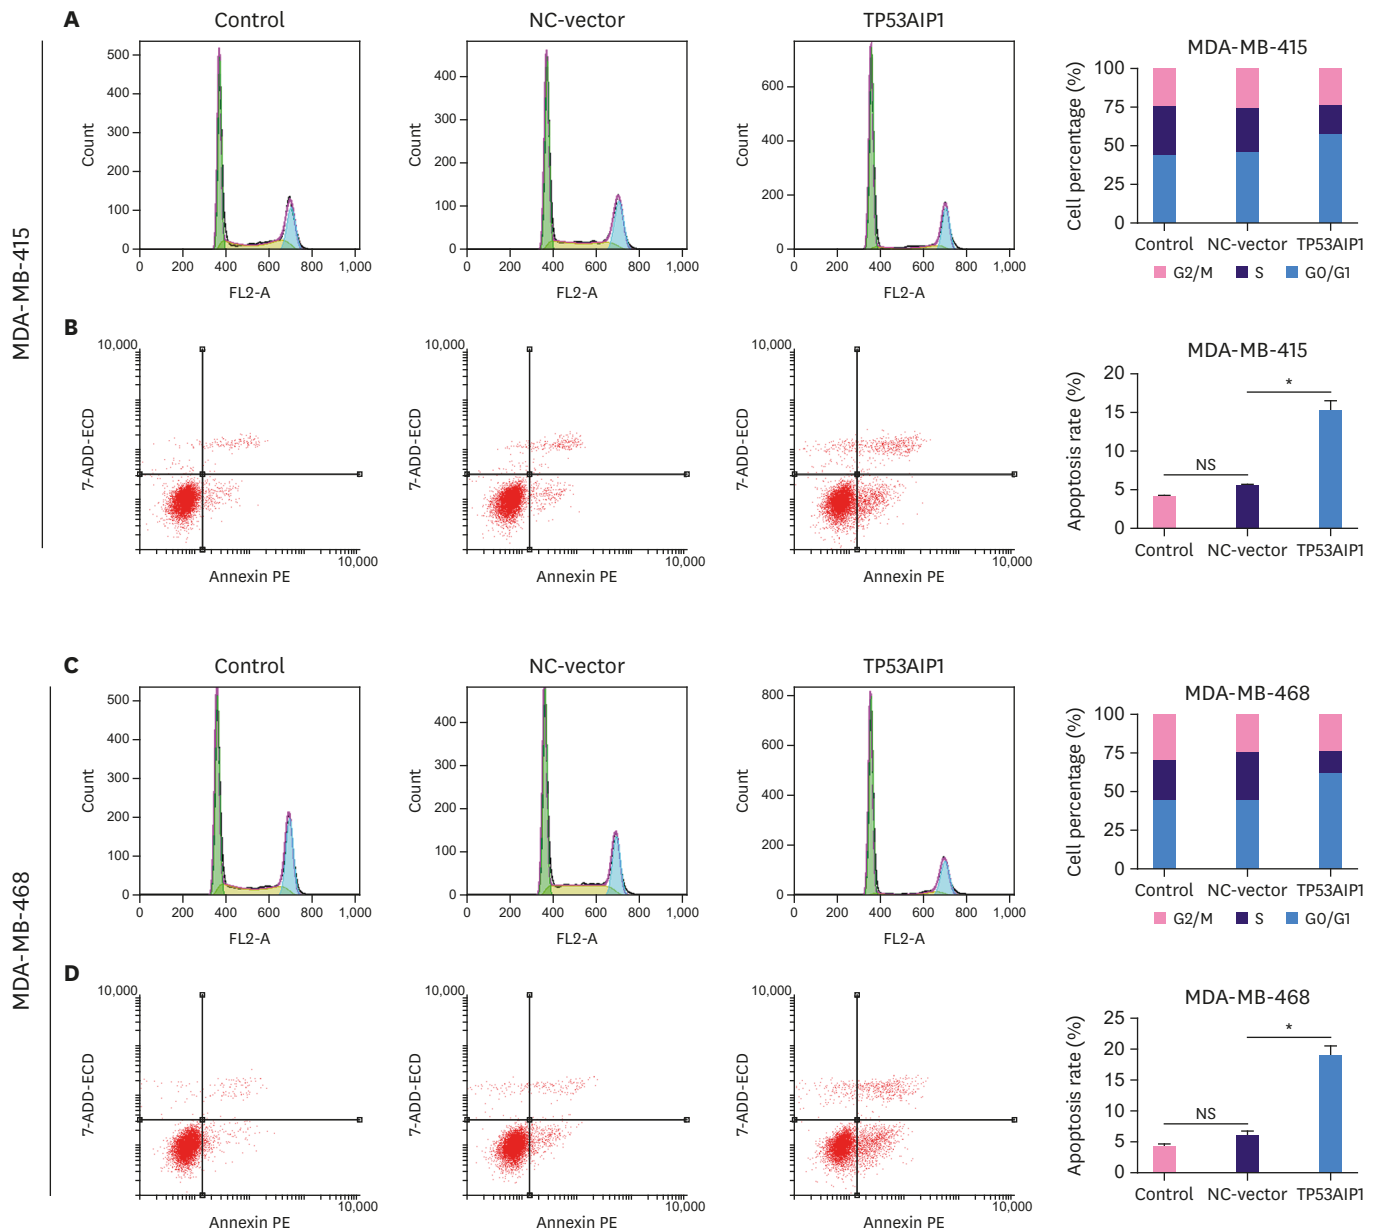 A
Control
NC-vector
TP53AIP1
MDA-MB-415
Count
500
400
300
200
100
0
0 200 400 600 800 1,000
FL2-A
Count
400
300
200
100
0
0 200 400 600 800 1,000
FL2-A
Count
600
400
200
0
0 200 400 600 800 1,000
FL2-A
MDA-MB-415
Cell percentage (%)
100
75
50
25
0
Control NC-vector TP53AIP1
G2/M S G0/G1
B
7-ADD-ECD
10,000
10,000
Annexin PE
7-ADD-ECD
10,000
10,000
Annexin PE
7-ADD-ECD
10,000
10,000
Annexin PE
MDA-MB-415
Apoptosis rate (%)
20
15
10
5
0
NS
*
Control NC-vector TP53AIP1
C
Control
NC-vector
TP53AIP1
MDA-MB-468
Count
500
400
300
200
100
0
0 200 400 600 800 1,000
FL2-A
Count
400
300
200
100
0
0 200 400 600 800 1,000
FL2-A
Count
800
600
400
200
0
0 200 400 600 800 1,000
FL2-A
MDA-MB-468
Cell percentage (%)
100
75
50
25
0
Control NC-vector TP53AIP1
G2/M S G0/G1
D
7-ADD-ECD
10,000
10,000
Annexin PE
7-ADD-ECD
10,000
10,000
Annexin PE
7-ADD-ECD
10,000
10,000
Annexin PE
MDA-MB-468
Apoptosis rate (%)
25
20
15
10
5
0
NS
*
Control NC-vector TP53AIP1